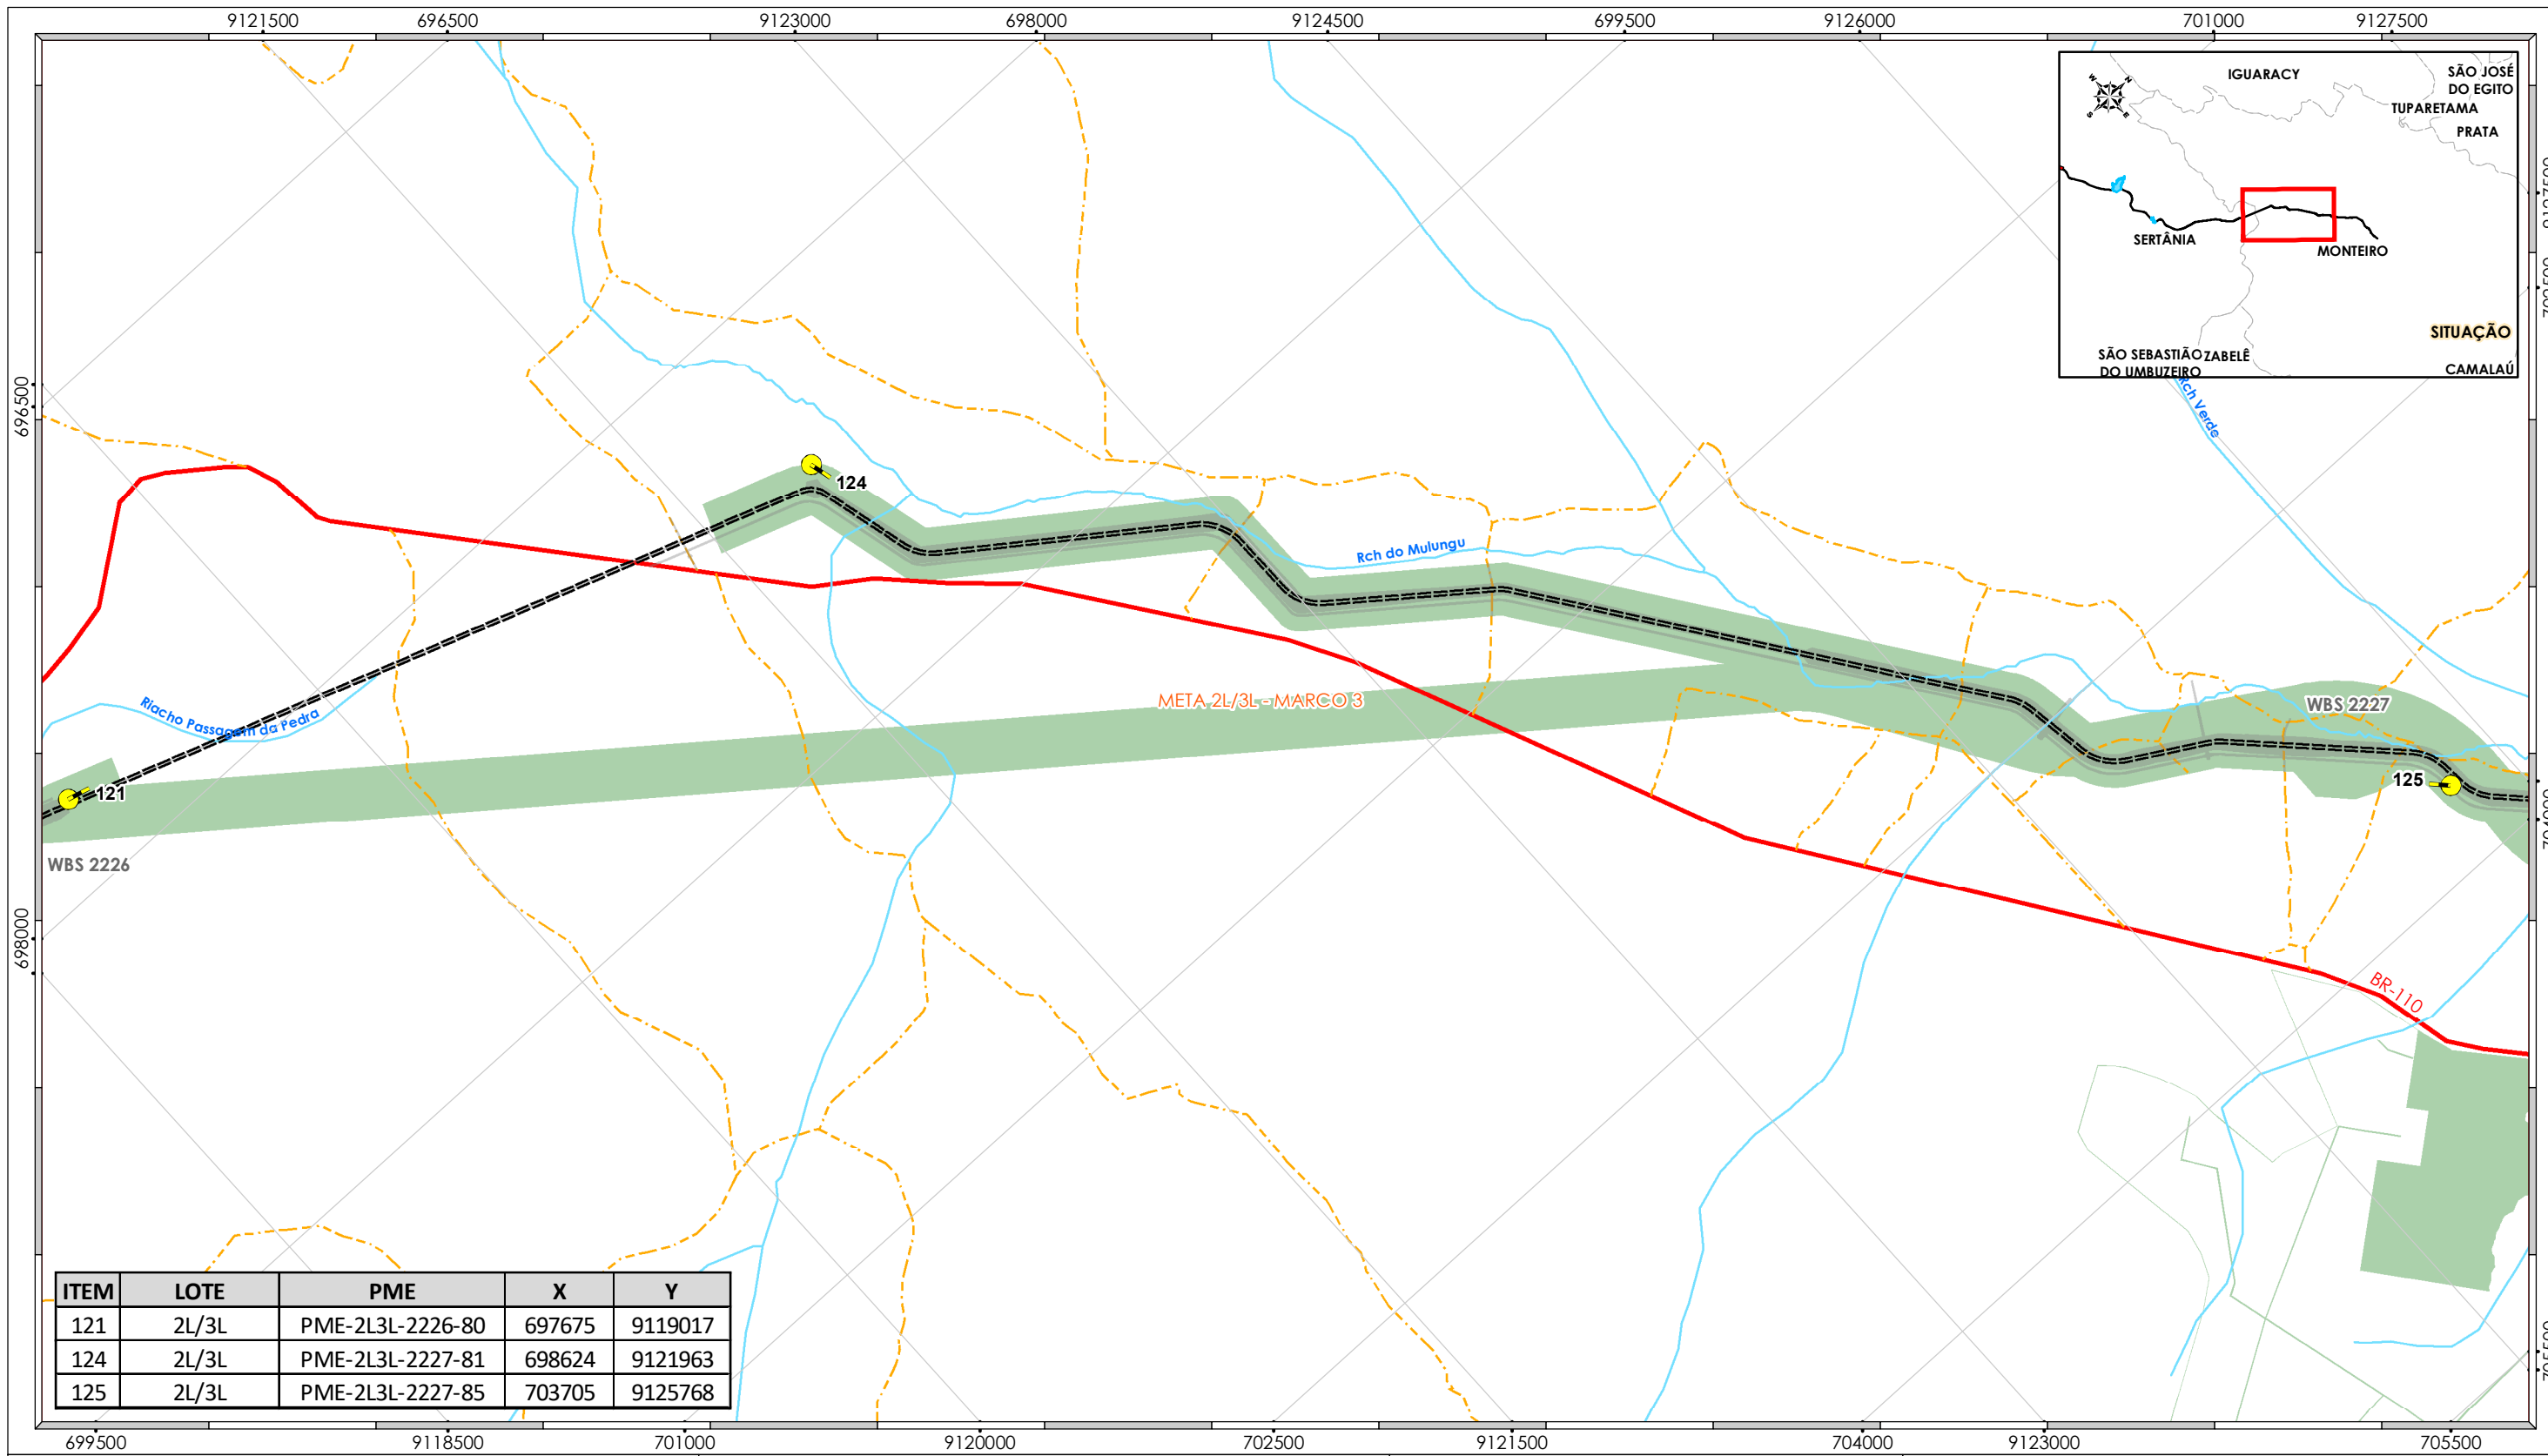 9121500 696500 9123000 698000 9124500 699500 9126000 701000 9127500
IGUARACY
SÃO JOSÉ
DO EGITO
TUPARETAMA
PRATA
W N
S E
SERTÂNIA
MONTEIRO
SITUAÇÃO
SÃO SEBASTIÃO
DO UMBUZEIRO
ZABELÊ
CAMALAÚ
Rch Verde
696500
124
Rch do Mulungu
META 2L/3L - MARCO 3
WBS 2227
Riacho Passagem da Pedra
121
125
WBS 2226
698000
BR-110
ITEM LOTE PME X Y
121 2L/3L PME-2L3L-2226-80 697675 9119017
124 2L/3L PME-2L3L-2227-81 698624 9121963
125 2L/3L PME-2L3L-2227-85 703705 9125768
699500 9118500 701000 9120000 702500 9121500 704000 9123000 705500